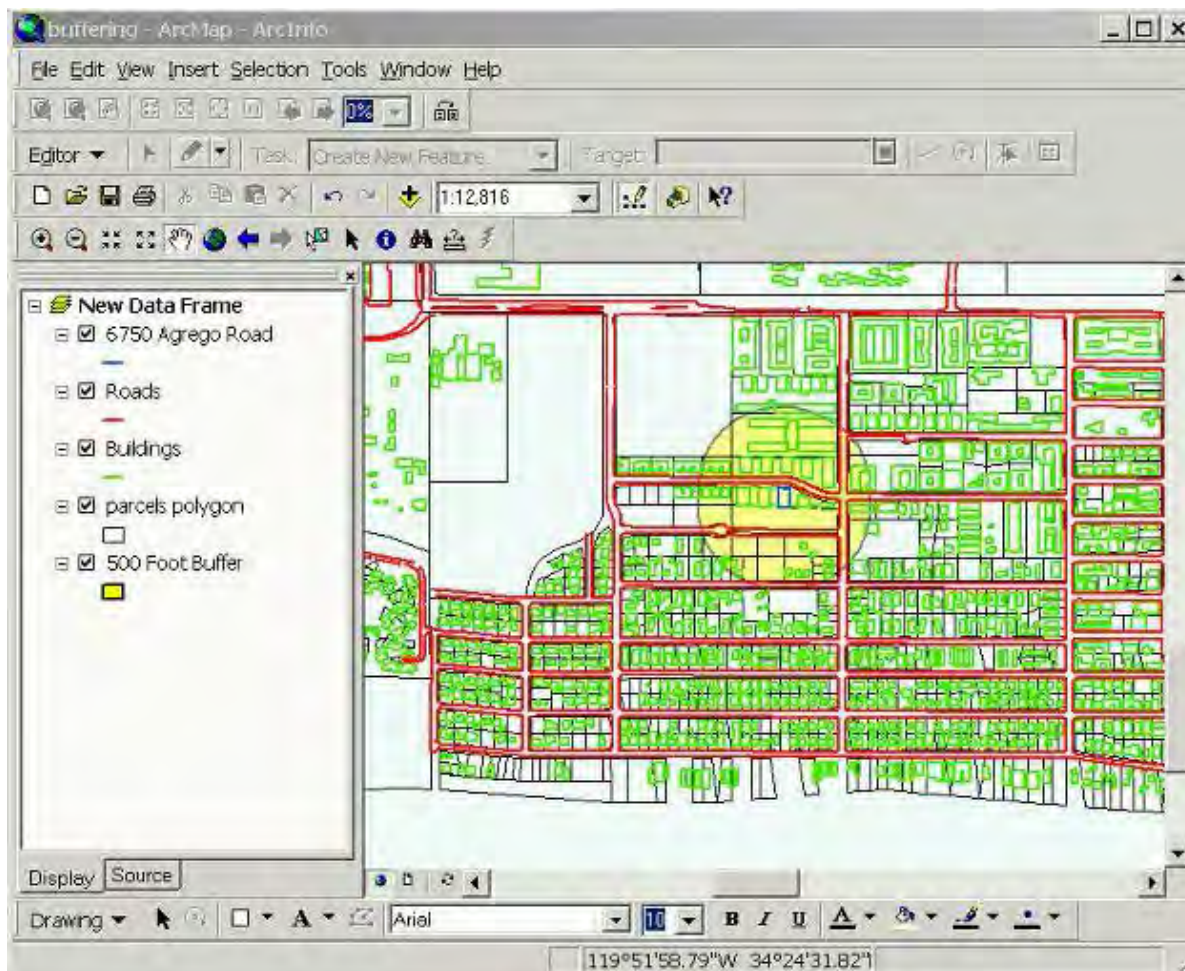 buffering - ArcMap - ArcInfo
File Edit View Insert Selection Tools Window Help
0%
Editor Task: Create New Feature Target:
1:12,816
New Data Frame
6750 Agrego Road
Roads
Buildings
parcels polygon
500 Foot Buffer
Display Source
Drawing A Arial 10 B I U A
119°51'58.79"W 34°24'31.82"